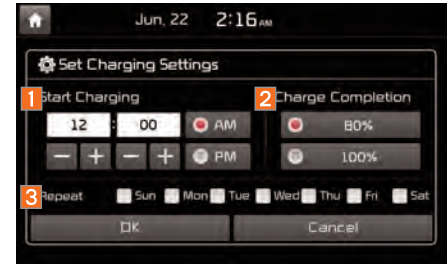 Jun, 22 2:16 AM
Set Charging Settings
1 Start Charging
2 Charge Completion
12 : 00 AM
80%
- + - + PM
100%
3 Repeat Sun Mon Tue Wed Thu Fri Sat
OK Cancel